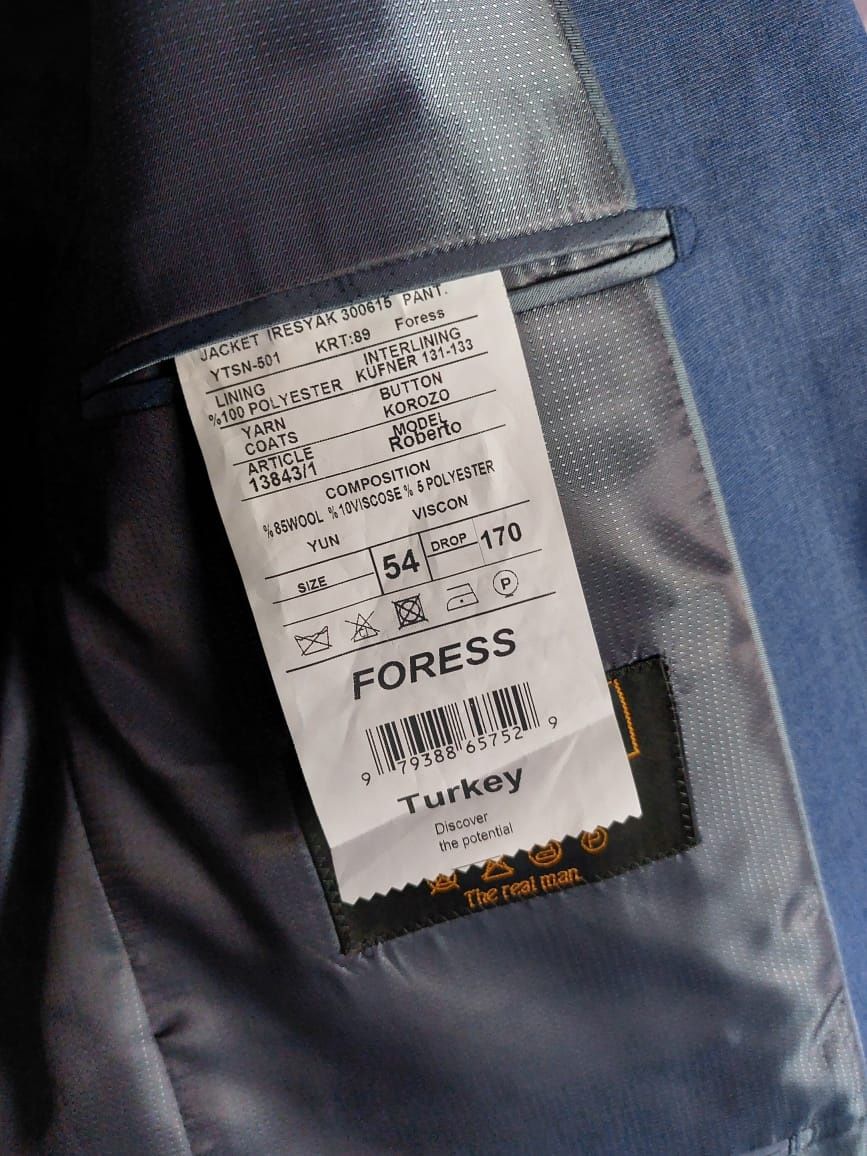 JACKET IRESYAK 300615 PANT.
YTSN-501 KRT:89 Foress
LINING INTERLINING
%100 POLYESTER KUFNER 131-133
YARN BUTTON
COATS KOROZO
ARTICLE MODEL
13843/1 Roberto
COMPOSITION
%85WOOL %10VISCOSE % 5 POLYESTER
YUN VISCON
SIZE 54 DROP 170
P
FORESS
9 79388 65752 9
Turkey
Discover
the potential
P
The real man